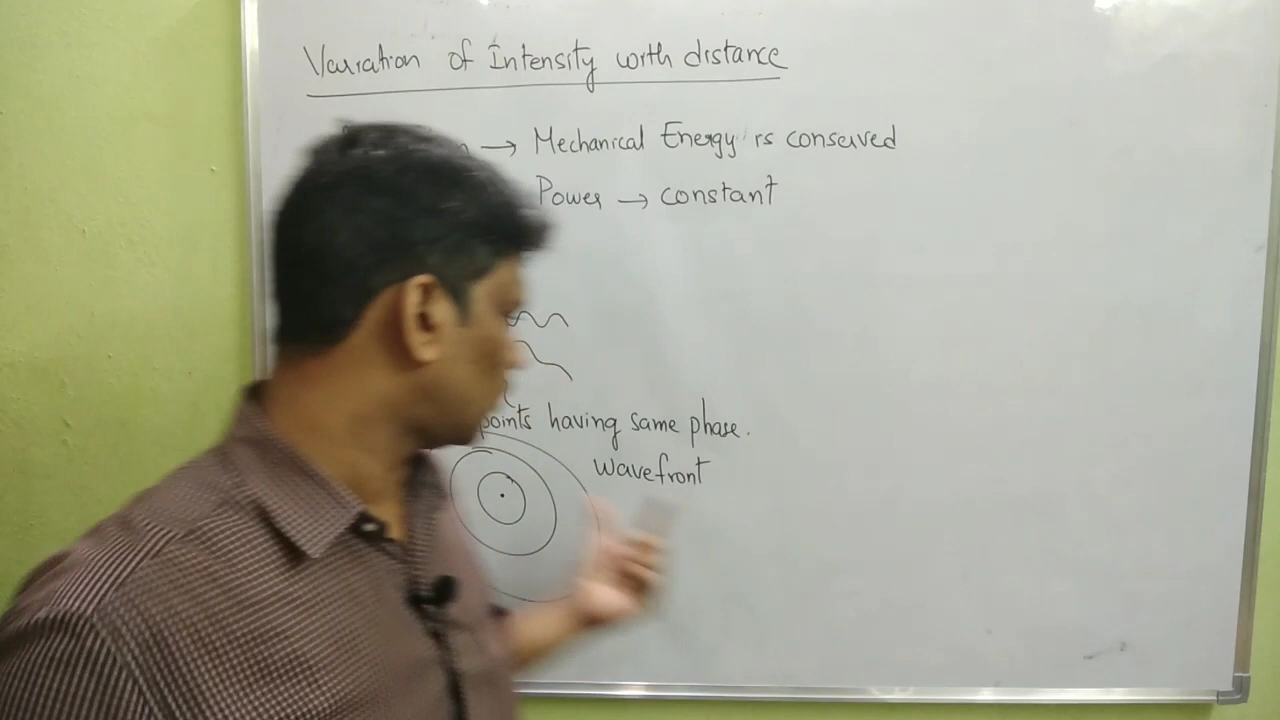 Variation of Intensity with distance
→ Mechanical Energy is conserved
Power → constant
points having same phase.
Wavefront